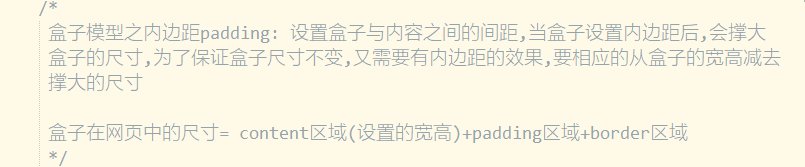 /*
盒子模型之内边距padding: 设置盒子与内容之间的间距,当盒子设置内边距后,会撑大
盒子的尺寸,为了保证盒子尺寸不变,又需要有内边距的效果,要相应的从盒子的宽高减去
撑大的尺寸
盒子在网页中的尺寸= content区域(设置的宽高)+padding区域+border区域
*/